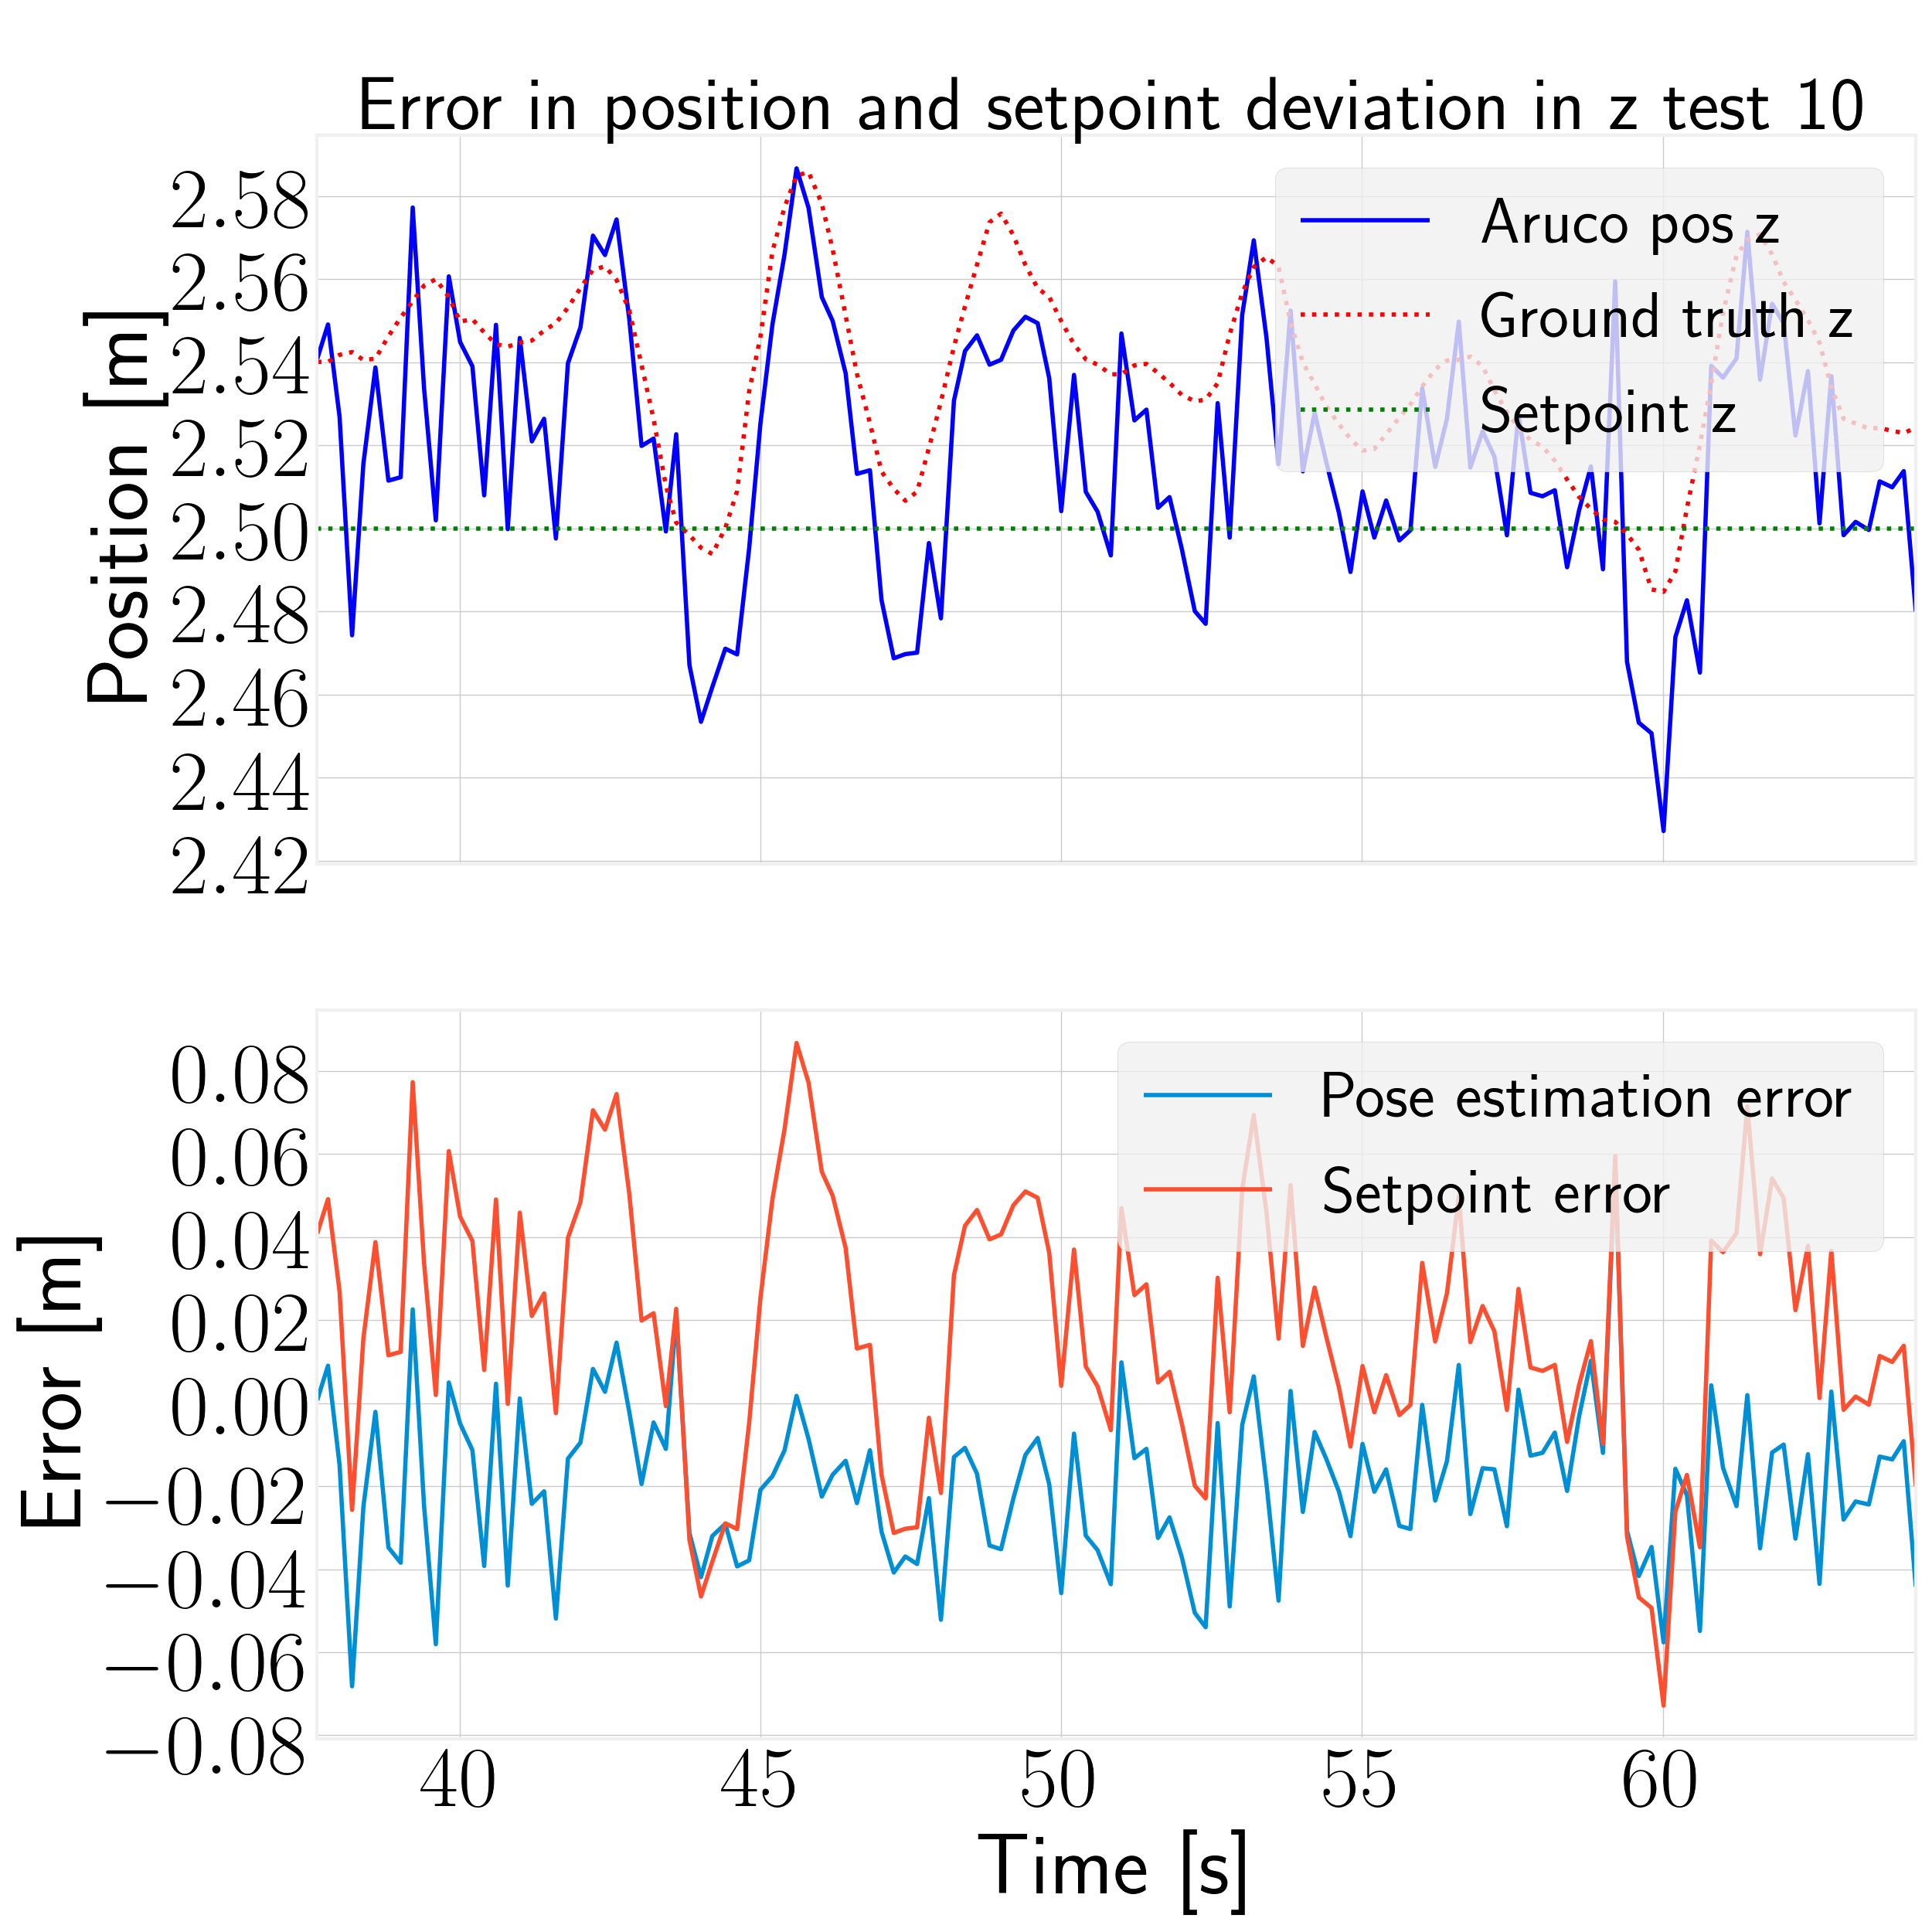 Error in position and setpoint deviation in z test 10
Position [m]
2.58
2.56
2.54
2.52
2.50
2.48
2.46
2.44
2.42
Aruco pos z
Ground truth z
Setpoint z
Error [m]
0.08
0.06
0.04
0.02
0.00
−0.02
−0.04
−0.06
−0.08
Pose estimation error
Setpoint error
40 45 50 55 60
Time [s]